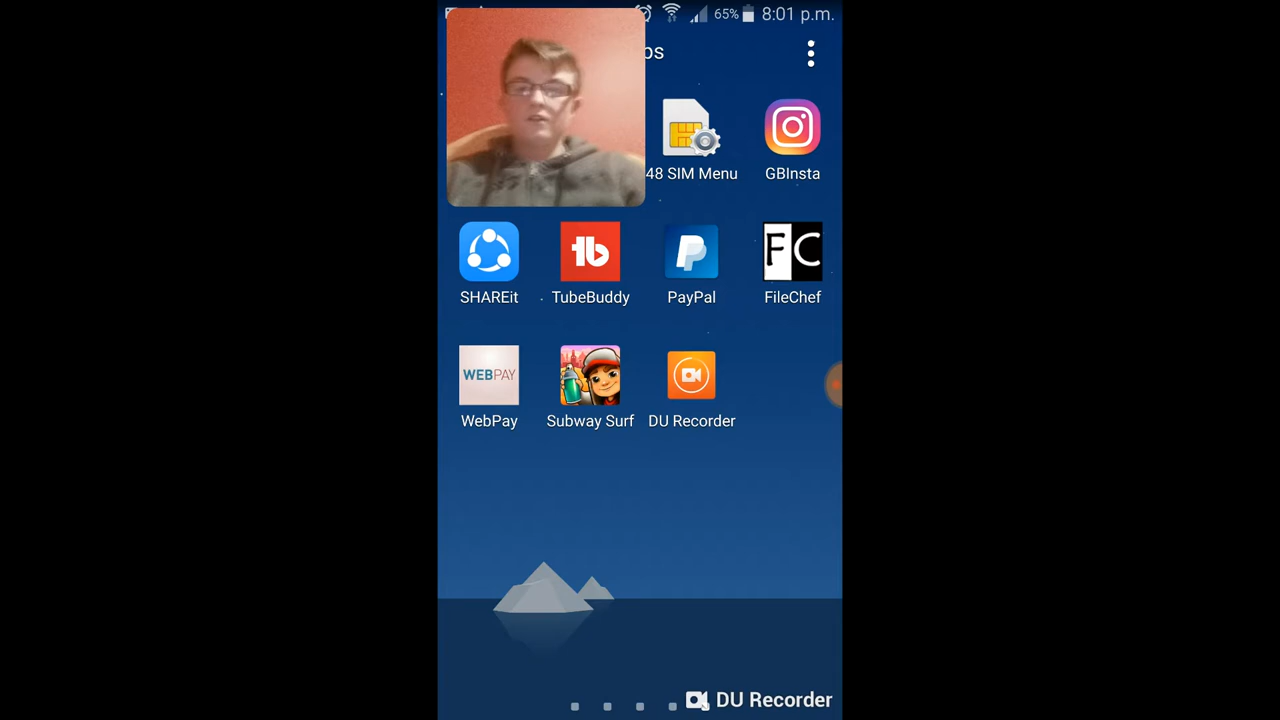 65% 8:01 p.m.
ps
48 SIM Menu
GBInsta
SHAREit
TubeBuddy
PayPal
FileChef
WEBPAY
WebPay
Subway Surf
DU Recorder
DU Recorder